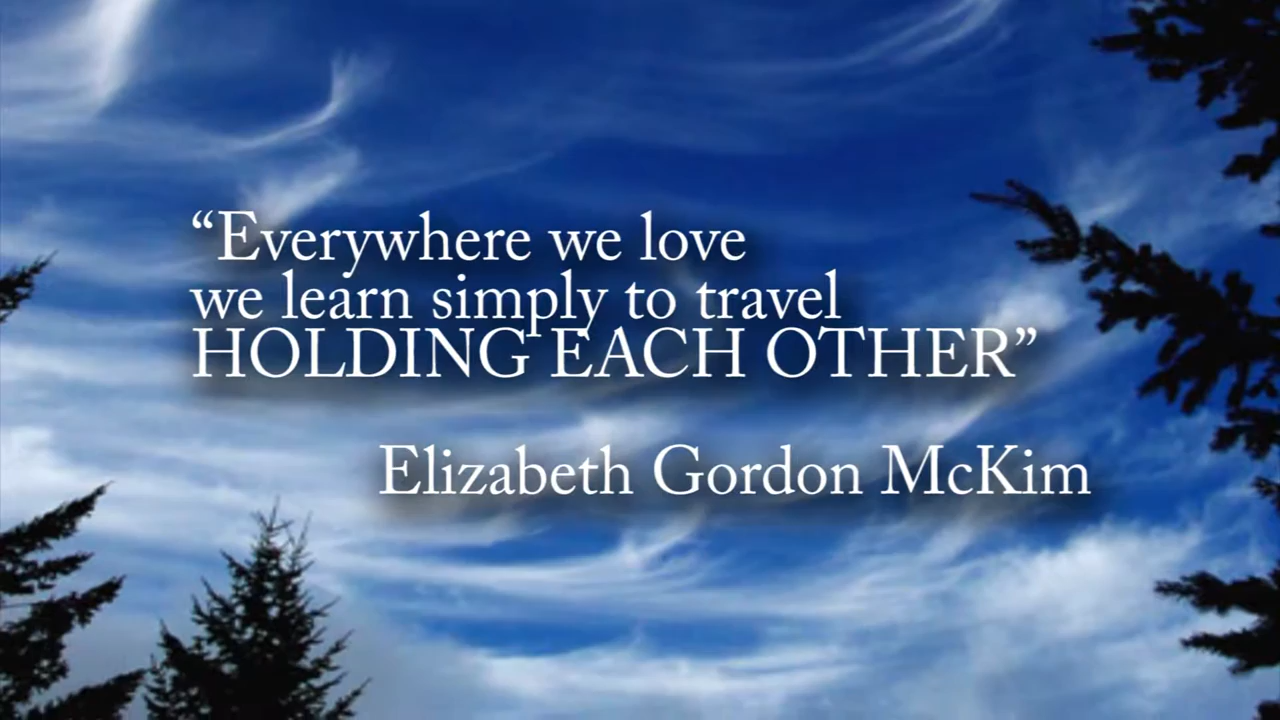 “Everywhere we love
we learn simply to travel
HOLDING EACH OTHER”
Elizabeth Gordon McKim